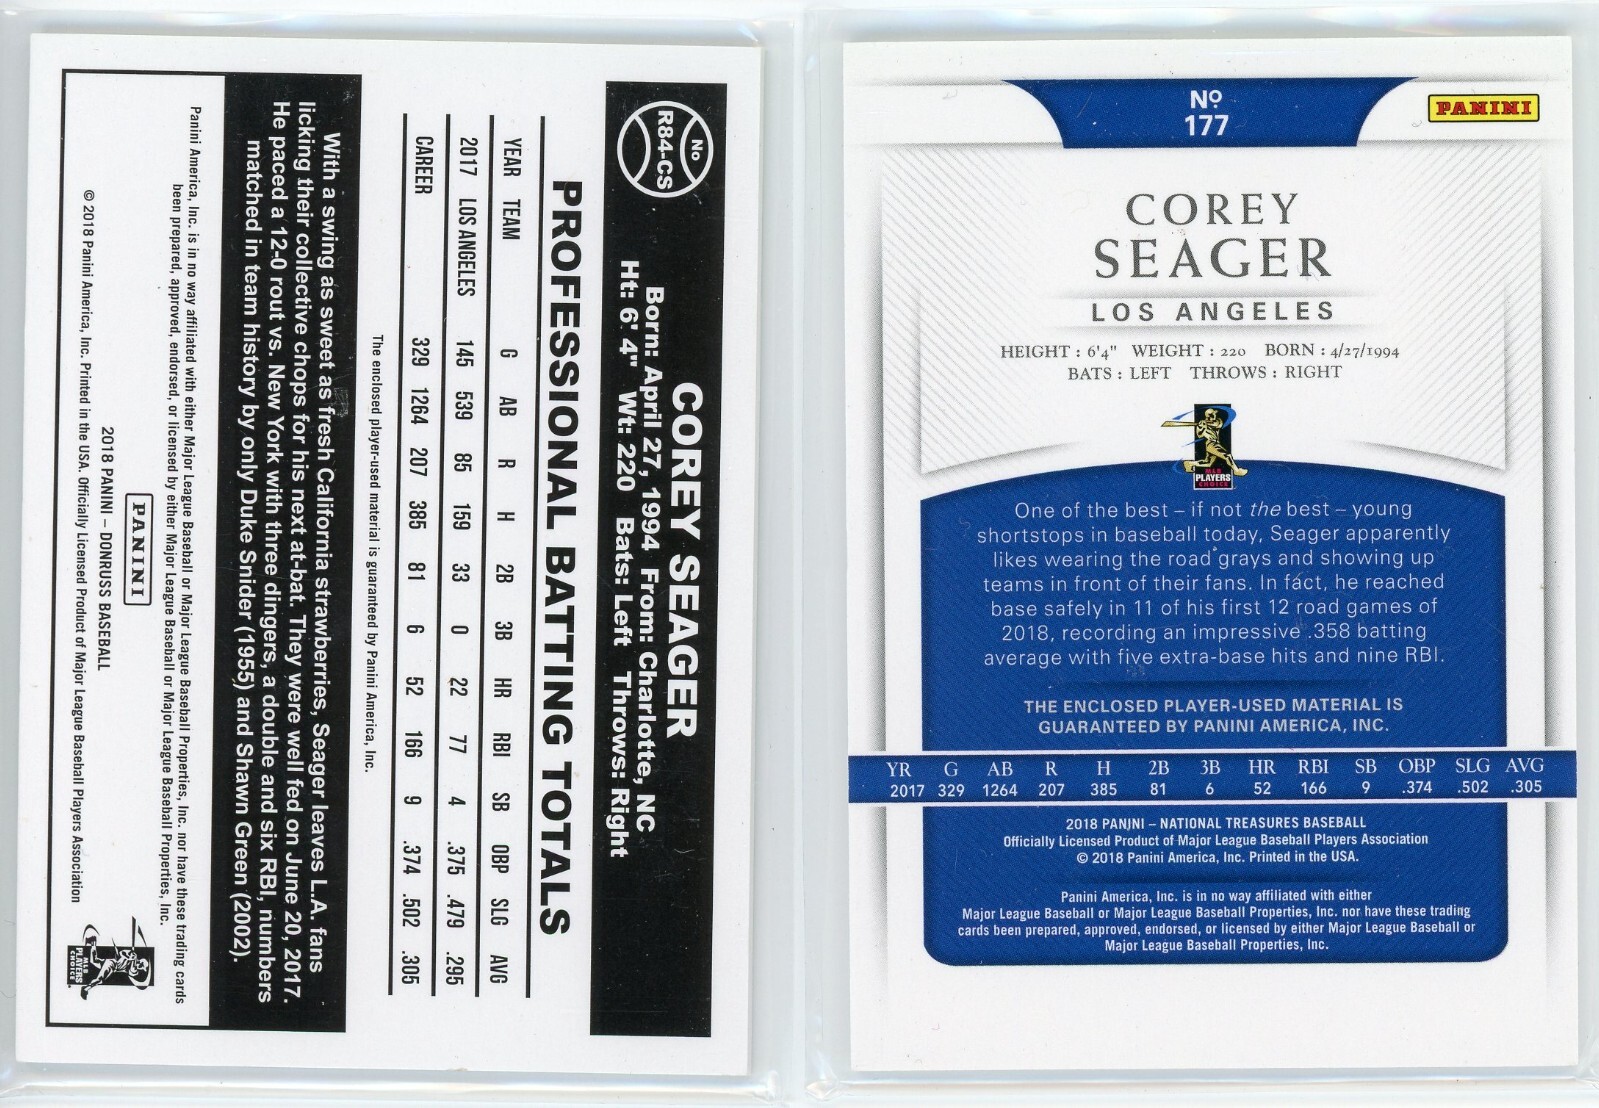 No
R84-CS
COREY SEAGER
Born: April 27, 1994 From: Charlotte, NC
Ht: 6' 4" Wt: 220 Bats: Left Throws: Right
PROFESSIONAL BATTING TOTALS
YEAR TEAM G AB R H 2B 3B HR RBI SB OBP SLG AVG
2017 LOS ANGELES 145 539 85 159 33 0 22 77 4 .375 .479 .295
CAREER 329 1264 207 385 81 6 52 166 9 .374 .502 .305
The enclosed player-used material is guaranteed by Panini America, Inc.
With a swing as sweet as fresh California strawberries, Seager leaves L.A. fans
licking their collective chops for his next at-bat. They were well fed on June 20, 2017.
He paced a 12-0 rout vs. New York with three dingers, a double and six RBI, numbers
matched in team history by only Duke Snider (1955) and Shawn Green (2002).
Panini America, Inc. is in no way affiliated with either Major League Baseball or Major League Baseball Properties, Inc. nor have these trading cards
been prepared, approved, endorsed, or licensed by either Major League Baseball or Major League Baseball Properties, Inc.
PANINI
2018 PANINI – DONRUSS BASEBALL
© 2018 Panini America, Inc. Printed in the USA. Officially Licensed Product of Major League Baseball Players Association
MLB
PLAYERS
CHOICE
No
177
PANINI
COREY
SEAGER
LOS ANGELES
HEIGHT : 6'4" WEIGHT : 220 BORN : 4/27/1994
BATS : LEFT THROWS : RIGHT
MLB
PLAYERS
CHOICE
One of the best – if not the best – young
shortstops in baseball today, Seager apparently
likes wearing the road grays and showing up
teams in front of their fans. In fact, he reached
base safely in 11 of his first 12 road games of
2018, recording an impressive .358 batting
average with five extra-base hits and nine RBI.
THE ENCLOSED PLAYER-USED MATERIAL IS
GUARANTEED BY PANINI AMERICA, INC.
YR G AB R H 2B 3B HR RBI SB OBP SLG AVG
2017 329 1264 207 385 81 6 52 166 9 .374 .502 .305
2018 PANINI – NATIONAL TREASURES BASEBALL
Officially Licensed Product of Major League Baseball Players Association
© 2018 Panini America, Inc. Printed in the USA.
Panini America, Inc. is in no way affiliated with either
Major League Baseball or Major League Baseball Properties, Inc. nor have these trading
cards been prepared, approved, endorsed, or licensed by either Major League Baseball or
Major League Baseball Properties, Inc.